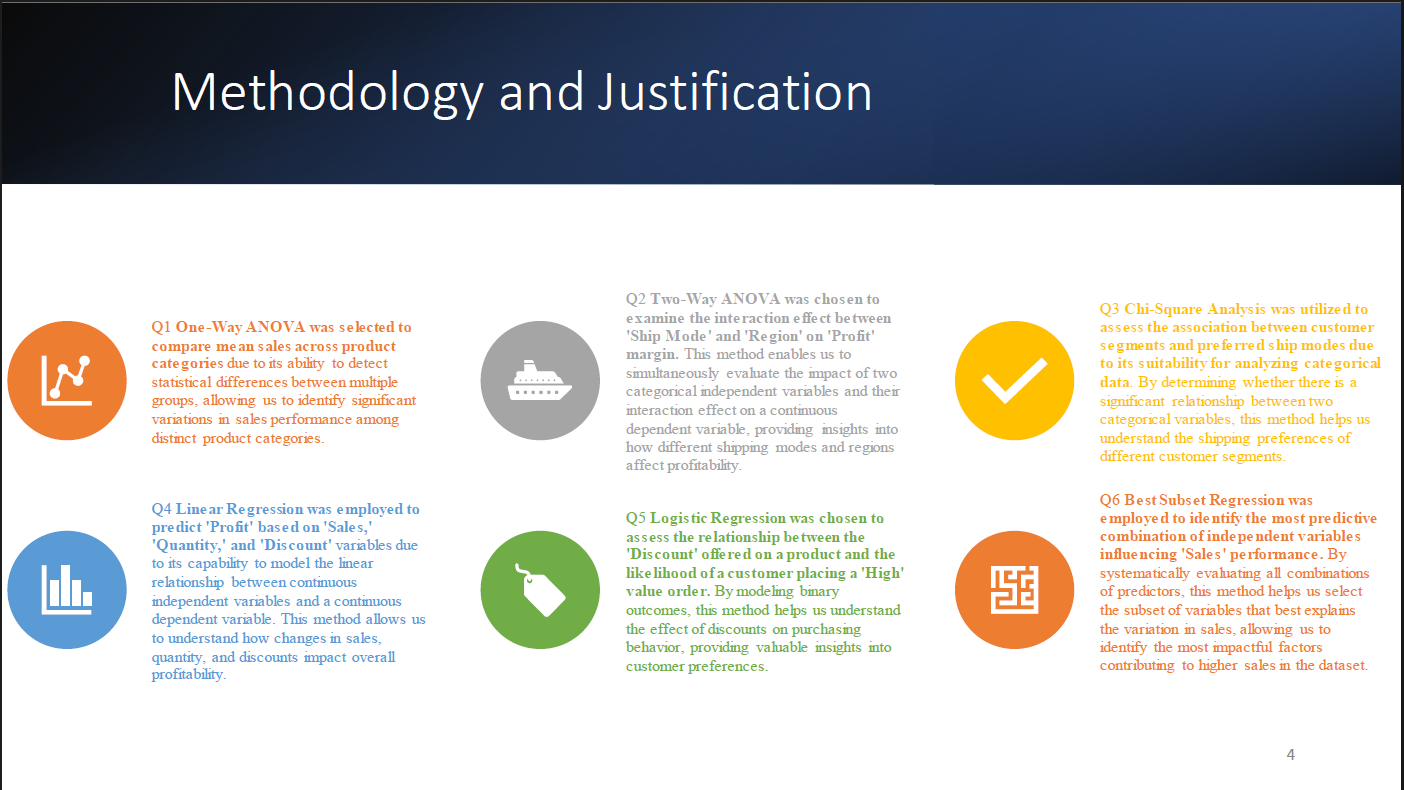 Methodology and Justification
Q1 One-Way ANOVA was selected to
compare mean sales across product
categories due to its ability to detect
statistical differences between multiple
groups, allowing us to identify significant
variations in sales performance among
distinct product categories.
Q2 Two-Way ANOVA was chosen to
examine the interaction effect between
'Ship Mode' and 'Region' on 'Profit'
margin. This method enables us to
simultaneously evaluate the impact of two
categorical independent variables and their
interaction effect on a continuous
dependent variable, providing insights into
how different shipping modes and regions
affect profitability.
Q3 Chi-Square Analysis was utilized to
assess the association between customer
segments and preferred ship modes due
to its suitability for analyzing categorical
data. By determining whether there is a
significant relationship between two
categorical variables, this method helps us
understand the shipping preferences of
different customer segments.
Q4 Linear Regression was employed to
predict 'Profit' based on 'Sales,'
'Quantity,' and 'Discount' variables due
to its capability to model the linear
relationship between continuous
independent variables and a continuous
dependent variable. This method allows us
to understand how changes in sales,
quantity, and discounts impact overall
profitability.
Q5 Logistic Regression was chosen to
assess the relationship between the
'Discount' offered on a product and the
likelihood of a customer placing a 'High'
value order. By modeling binary
outcomes, this method helps us understand
the effect of discounts on purchasing
behavior, providing valuable insights into
customer preferences.
Q6 Best Subset Regression was
employed to identify the most predictive
combination of independent variables
influencing 'Sales' performance. By
systematically evaluating all combinations
of predictors, this method helps us select
the subset of variables that best explains
the variation in sales, allowing us to
identify the most impactful factors
contributing to higher sales in the dataset.
4